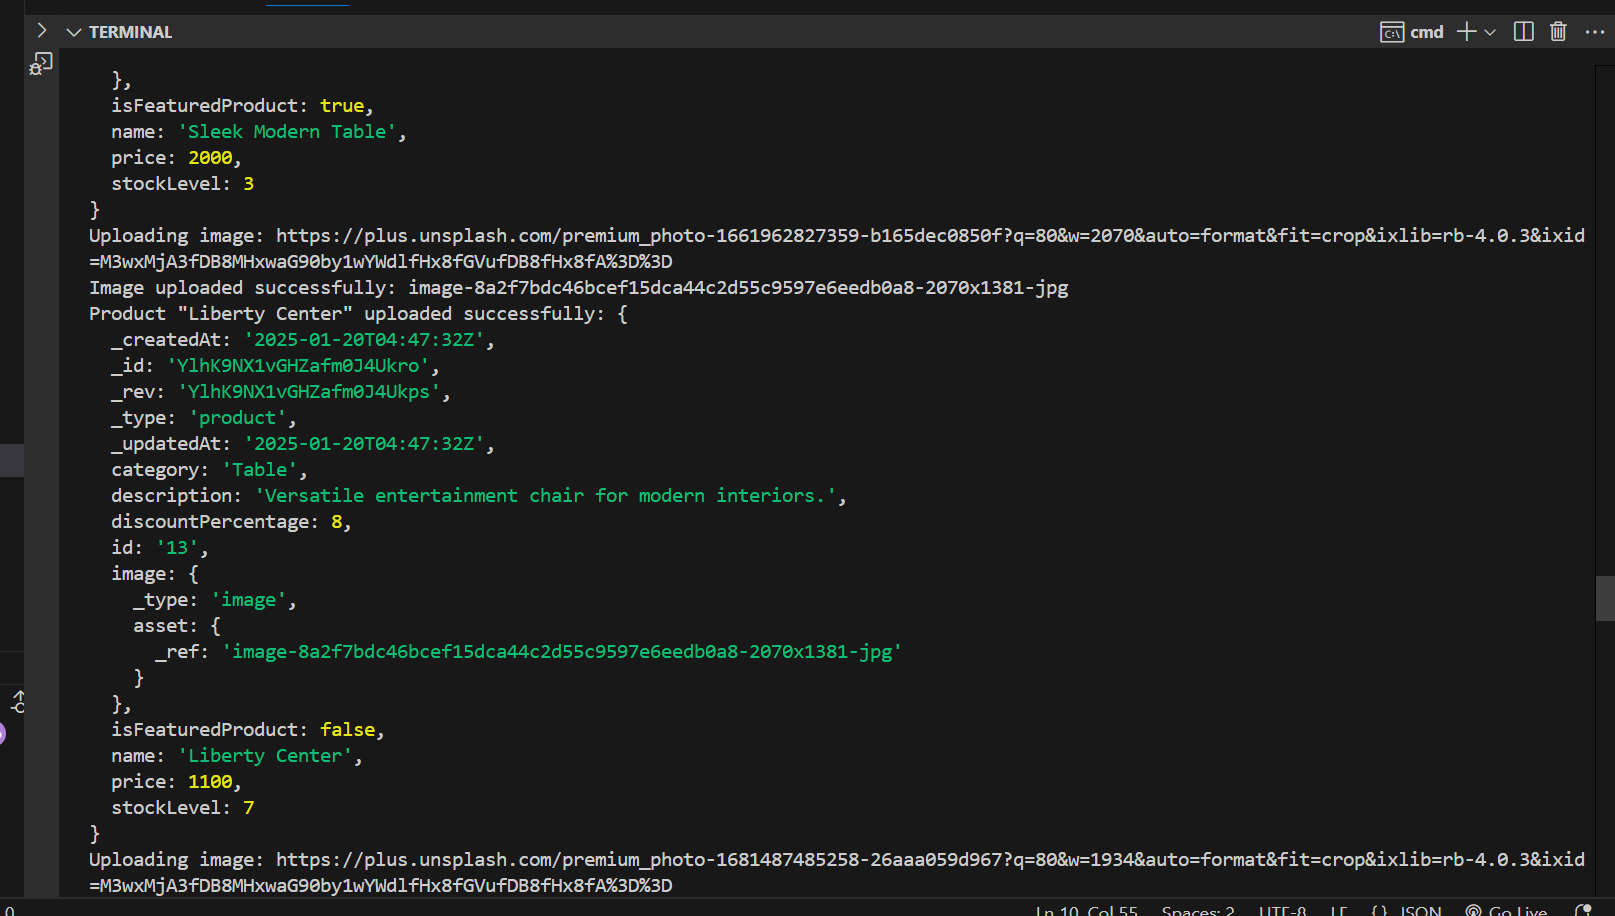 TERMINAL
cmd
},
isFeaturedProduct: true,
name: 'Sleek Modern Table',
price: 2000,
stockLevel: 3
}
Uploading image: https://plus.unsplash.com/premium_photo-1661962827359-b165dec0850f?q=80&w=2070&auto=format&fit=crop&ixlib=rb-4.0.3&ixid
=M3wxMjA3fDB8MHxwaG90by1wYWdlfHx8fGVufDB8fHx8fA%3D%3D
Image uploaded successfully: image-8a2f7bdc46bcef15dca44c2d55c9597e6eedb0a8-2070x1381-jpg
Product "Liberty Center" uploaded successfully: {
_createdAt: '2025-01-20T04:47:32Z',
_id: 'YlhK9NX1vGHZafm0J4Ukro',
_rev: 'YlhK9NX1vGHZafm0J4Ukps',
_type: 'product',
_updatedAt: '2025-01-20T04:47:32Z',
category: 'Table',
description: 'Versatile entertainment chair for modern interiors.',
discountPercentage: 8,
id: '13',
image: {
_type: 'image',
asset: {
_ref: 'image-8a2f7bdc46bcef15dca44c2d55c9597e6eedb0a8-2070x1381-jpg'
}
},
isFeaturedProduct: false,
name: 'Liberty Center',
price: 1100,
stockLevel: 7
}
Uploading image: https://plus.unsplash.com/premium_photo-1681487485258-26aaa059d967?q=80&w=1934&auto=format&fit=crop&ixlib=rb-4.0.3&ixid
=M3wxMjA3fDB8MHxwaG90by1wYWdlfHx8fGVufDB8fHx8fA%3D%3D
0 Ln 10, Col 55 Spaces: 2 UTF-8 LF {} JSON Go Live